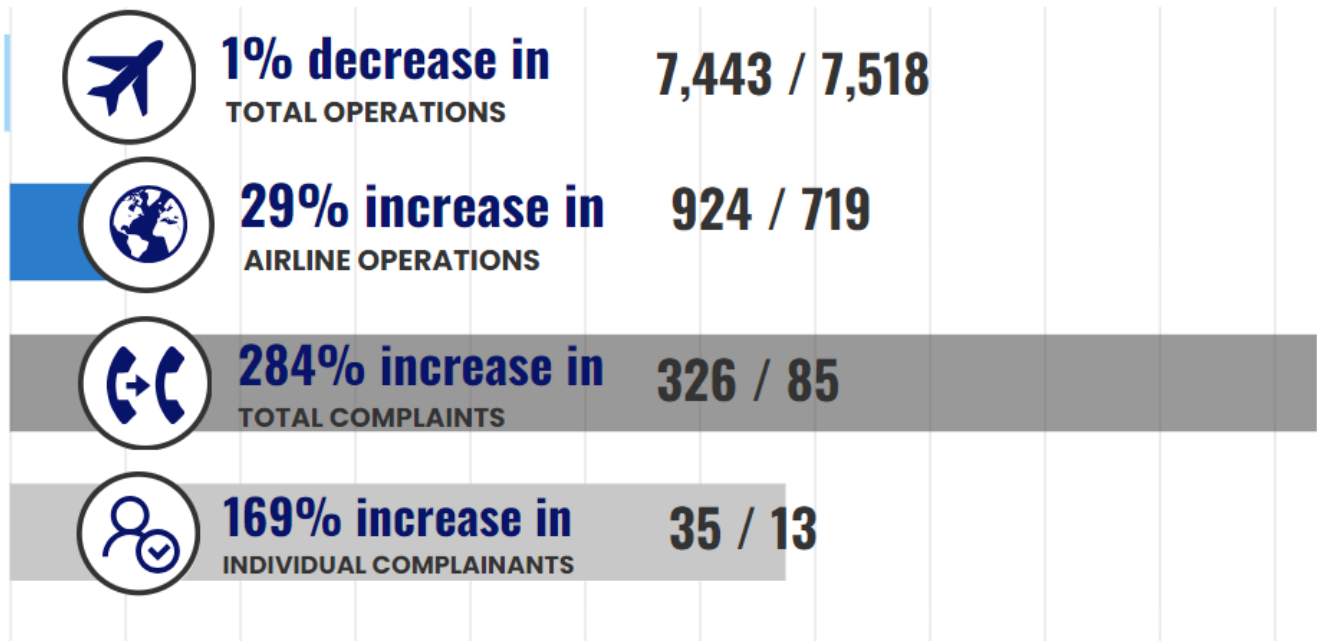 1% decrease in
TOTAL OPERATIONS
7,443 / 7,518
29% increase in
AIRLINE OPERATIONS
924 / 719
284% increase in
TOTAL COMPLAINTS
326 / 85
169% increase in
INDIVIDUAL COMPLAINANTS
35 / 13